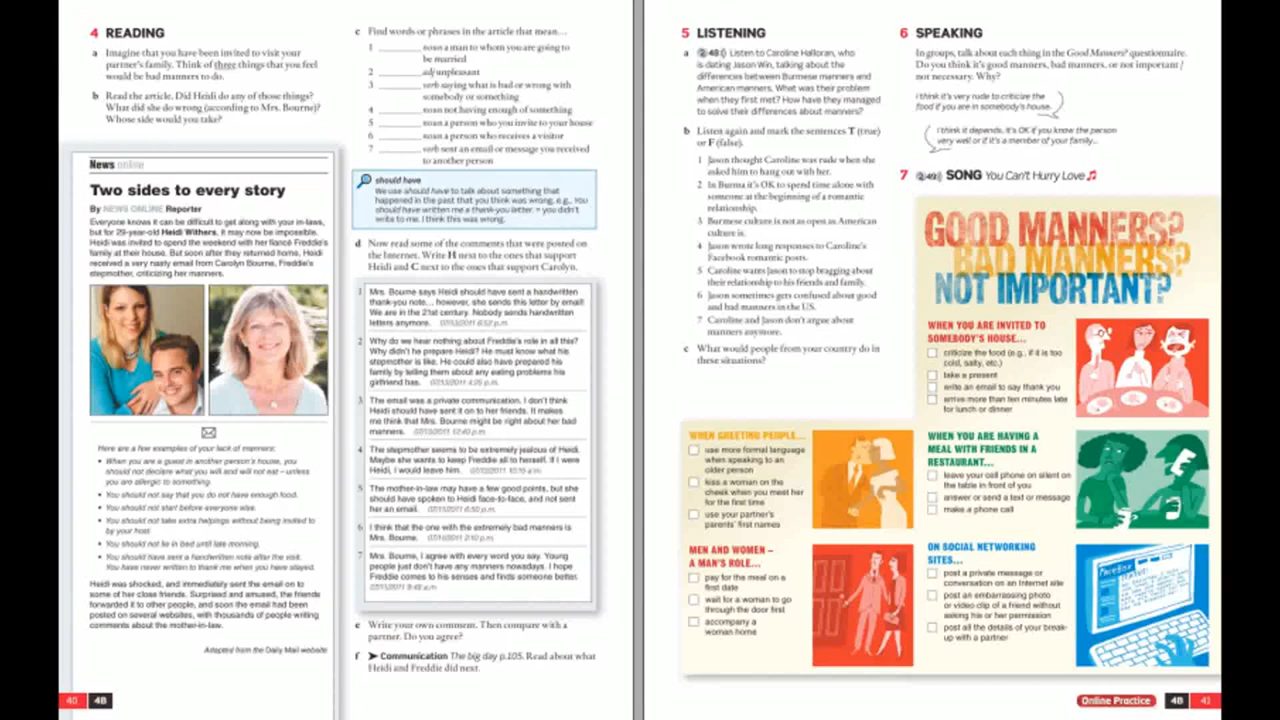 4 READING
a Imagine that you have been invited to visit your
partner's family. Think of three things that you feel
would be bad manners to do.
b Read the article. Did Heidi do any of those things?
What did she do wrong (according to Mrs. Bourne)?
Whose side would you take?
News online
Two sides to every story
By NEWS ONLINE Reporter
Everyone knows it can be difficult to get along with your in-laws,
but for 29-year-old Heidi Withers, it may now be impossible.
Heidi was invited to spend the weekend with her fiancé Freddie's
family at their house. But soon after they returned home, Heidi
received a very nasty email from Carolyn Bourne, Freddie's
stepmother, criticizing her manners.
Here are a few examples of your lack of manners:
• When you are a guest in another person's house, you
should not declare what you will and will not eat – unless
you are allergic to something.
• You should not say that you do not have enough food.
• You should not start before everyone else.
• You should not take extra helpings without being invited to
by your host.
• You should not lie in bed until late morning.
• You should have sent a handwritten note after the visit.
You have never written to thank me when you have stayed.
Heidi was shocked, and immediately sent the email on to
some of her close friends. Surprised and amused, the friends
forwarded it to other people, and soon the email had been
posted on several websites, with thousands of people writing
comments about the mother-in-law.
Adapted from the Daily Mail website
40 4B
c Find words or phrases in the article that mean...
1 ________ noun a man to whom you are going to
be married
2 ________ adj unpleasant
3 ________ verb saying what is bad or wrong with
somebody or something
4 ________ noun not having enough of something
5 ________ noun a person who you invite to your house
6 ________ noun a person who receives a visitor
7 ________ verb sent an email or message you received
to another person
should have
We use should have to talk about something that
happened in the past that you think was wrong, e.g., You
should have written me a thank-you letter. = you didn't
write to me. I think this was wrong.
d Now read some of the comments that were posted on
the Internet. Write H next to the ones that support
Heidi and C next to the ones that support Carolyn.
1 Mrs. Bourne says Heidi should have sent a handwritten
thank-you note... however, she sends this letter by email!
We are in the 21st century. Nobody sends handwritten
letters anymore. 07/13/2011 6:52 p.m.
2 Why do we hear nothing about Freddie's role in all this?
Why didn't he prepare Heidi? He must know what his
stepmother is like. He could also have prepared his
family by telling them about any eating problems his
girlfriend has. 07/13/2011 4:25 p.m.
3 The email was a private communication. I don't think
Heidi should have sent it on to her friends. It makes
me think that Mrs. Bourne might be right about her bad
manners. 07/13/2011 12:40 p.m.
4 The stepmother seems to be extremely jealous of Heidi.
Maybe she wants to keep Freddie all to herself. If I were
Heidi, I would leave him. 07/12/2011 10:15 a.m.
5 The mother-in-law may have a few good points, but she
should have spoken to Heidi face-to-face, and not sent
her an email. 07/11/2011 6:50 p.m.
6 I think that the one with the extremely bad manners is
Mrs. Bourne. 07/11/2011 2:10 p.m.
7 Mrs. Bourne, I agree with every word you say. Young
people just don't have any manners nowadays. I hope
Freddie comes to his senses and finds someone better.
07/11/2011 9:48 a.m.
e Write your own comment. Then compare with a
partner. Do you agree?
f ➤ Communication The big day p.105. Read about what
Heidi and Freddie did next.
5 LISTENING
a 2 48 Listen to Caroline Halloran, who
is dating Jason Win, talking about the
differences between Burmese manners and
American manners. What was their problem
when they first met? How have they managed
to solve their differences about manners?
b Listen again and mark the sentences T (true)
or F (false).
1 Jason thought Caroline was rude when she
asked him to hang out with her.
2 In Burma it's OK to spend time alone with
someone at the beginning of a romantic
relationship.
3 Burmese culture is not as open as American
culture is.
4 Jason wrote long responses to Caroline's
Facebook romantic posts.
5 Caroline wants Jason to stop bragging about
their relationship to his friends and family.
6 Jason sometimes gets confused about good
and bad manners in the US.
7 Caroline and Jason don't argue about
manners anymore.
c What would people from your country do in
these situations?
6 SPEAKING
In groups, talk about each thing in the Good Manners? questionnaire.
Do you think it's good manners, bad manners, or not important /
not necessary. Why?
I think it's very rude to criticize the
food if you are in somebody's house.
I think it depends. It's OK if you know the person
very well or if it's a member of your family...
7 2 49 SONG You Can't Hurry Love
GOOD MANNERS?
BAD MANNERS?
NOT IMPORTANT?
WHEN YOU ARE INVITED TO
SOMEBODY'S HOUSE...
criticize the food (e.g., if it is too
cold, salty, etc.)
take a present
write an email to say thank you
arrive more than ten minutes late
for lunch or dinner
WHEN GREETING PEOPLE...
use more formal language
when speaking to an
older person
kiss a woman on the
cheek when you meet her
for the first time
use your partner's
parents' first names
WHEN YOU ARE HAVING A
MEAL WITH FRIENDS IN A
RESTAURANT...
leave your cell phone on silent on
the table in front of you
answer or send a text or message
make a phone call
MEN AND WOMEN –
A MAN'S ROLE...
pay for the meal on a
first date
wait for a woman to go
through the door first
accompany a
woman home
ON SOCIAL NETWORKING
SITES...
post a private message or
conversation on an Internet site
post an embarrassing photo
or video clip of a friend without
asking his or her permission
post all the details of your break-
up with a partner
Online Practice 4B 41